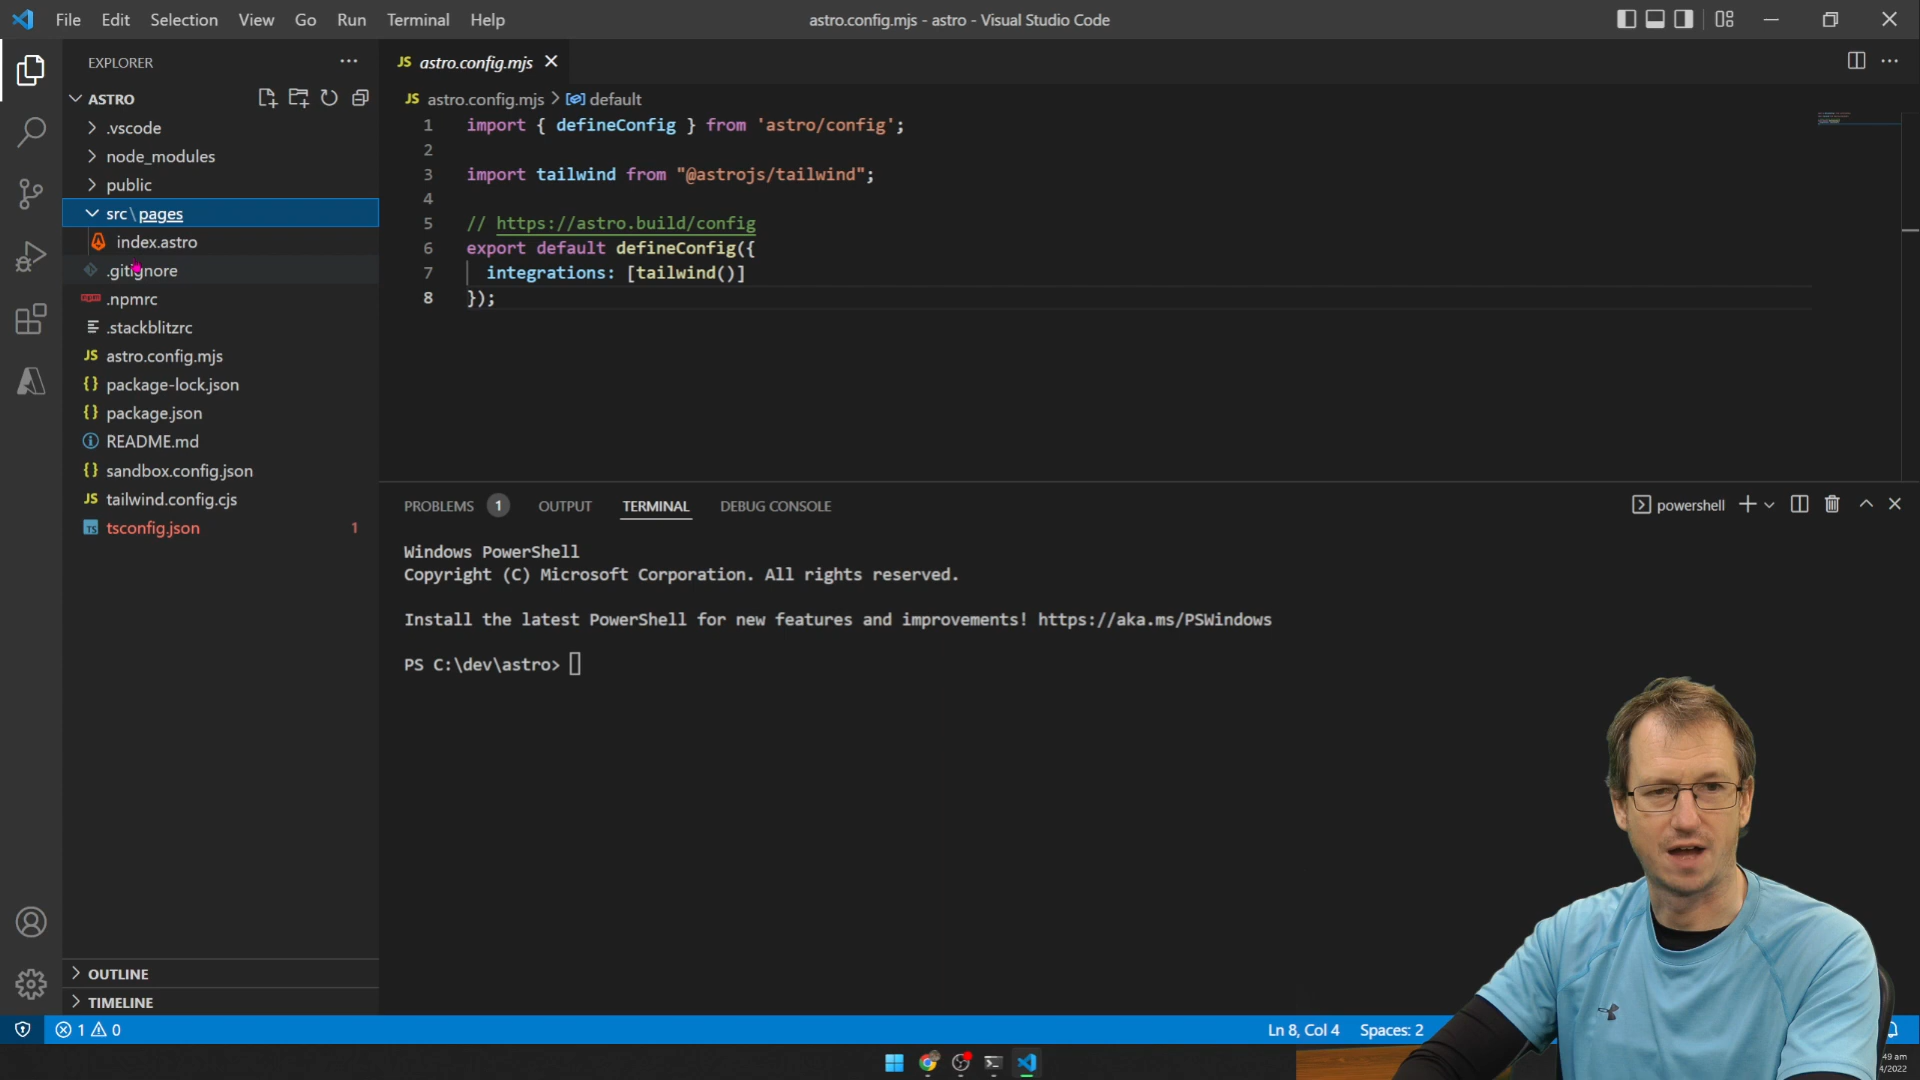 File Edit Selection View Go Run Terminal Help
astro.config.mjs - astro - Visual Studio Code
EXPLORER
ASTRO
.vscode
node_modules
public
src\pages
index.astro
.gitignore
.npmrc
.stackblitzrc
astro.config.mjs
package-lock.json
package.json
README.md
sandbox.config.json
tailwind.config.cjs
tsconfig.json 1
OUTLINE
TIMELINE
JS astro.config.mjs
JS astro.config.mjs > default
1 import { defineConfig } from 'astro/config';
2
3 import tailwind from "@astrojs/tailwind";
4
5 // https://astro.build/config
6 export default defineConfig({
7 integrations: [tailwind()]
8 });
PROBLEMS 1 OUTPUT TERMINAL DEBUG CONSOLE
powershell
Windows PowerShell
Copyright (C) Microsoft Corporation. All rights reserved.
Install the latest PowerShell for new features and improvements! https://aka.ms/PSWindows
PS C:\dev\astro>
1 0
Ln 8, Col 4 Spaces: 2
49 am
4/2022